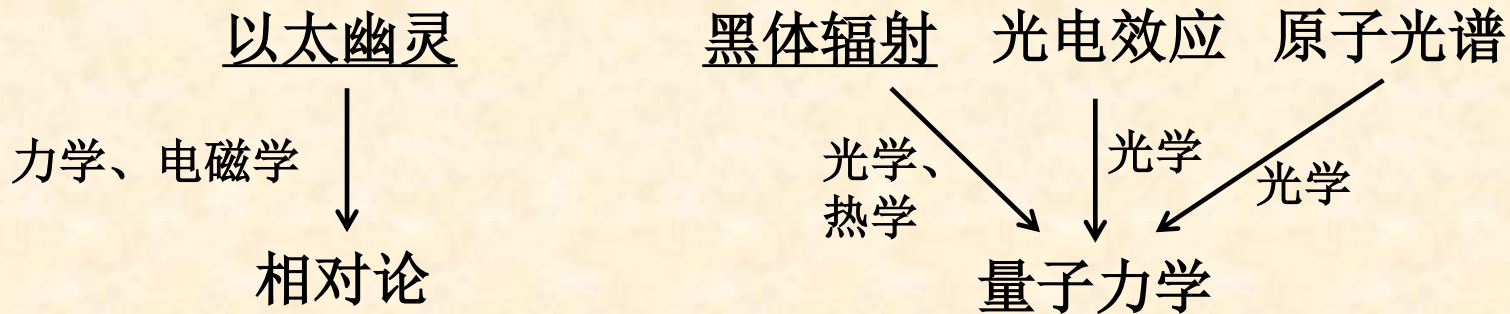 以太幽灵
黑体辐射 光电效应 原子光谱
力学、电磁学
光学、
热学
光学
光学
相对论
量子力学